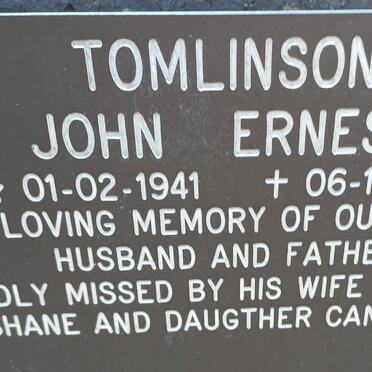 TOMLINSON
JOHN ERNES
01-02-1941 + 06-1
LOVING MEMORY OF OU
HUSBAND AND FATHE
DLY MISSED BY HIS WIFE
SHANE AND DAUGTHER CAN